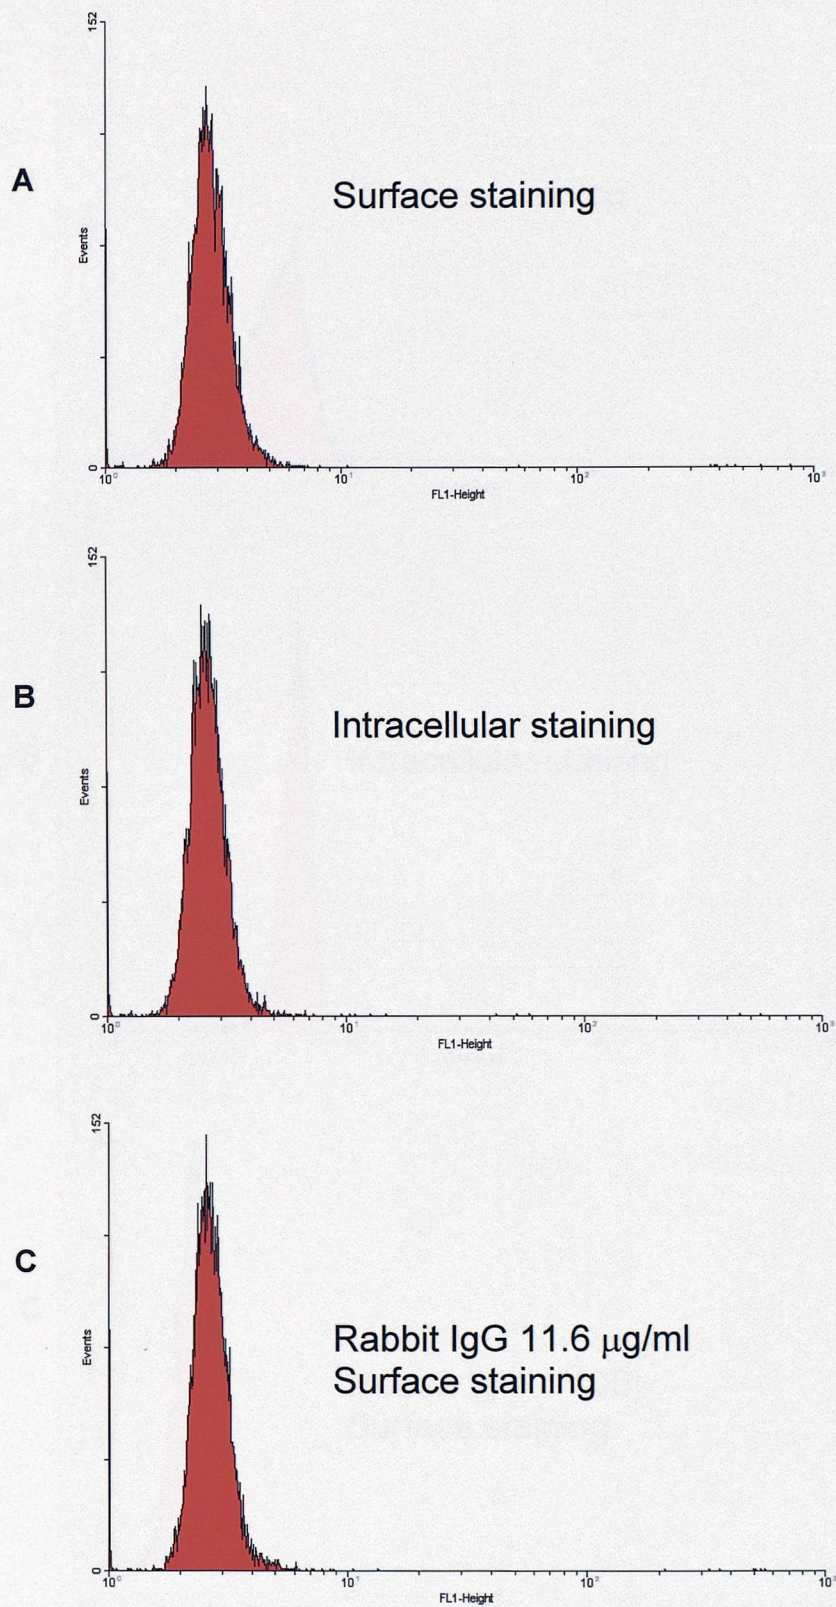 152
A
Surface staining
Events
0
10⁰ 10¹ 10² 10³
FL1-Height
152
B
Intracellular staining
Events
0
10⁰ 10¹ 10² 10³
FL1-Height
152
C
Rabbit IgG 11.6 μg/ml
Surface staining
Events
0
10⁰ 10¹ 10² 10³
FL1-Height